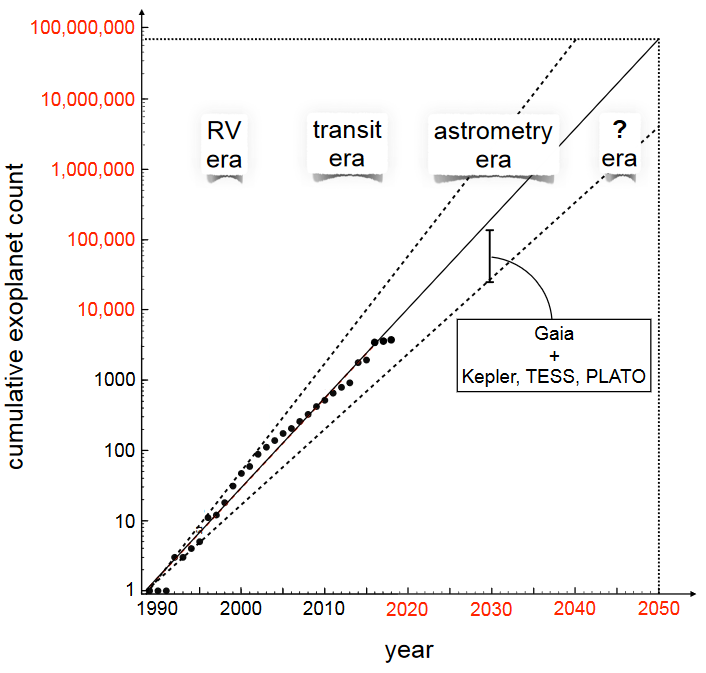 100,000,000
10,000,000
1,000,000
100,000
10,000
1000
100
10
1
cumulative exoplanet count
RV
era
transit
era
astrometry
era
?
era
Gaia
+
Kepler, TESS, PLATO
1990 2000 2010 2020 2030 2040 2050
year